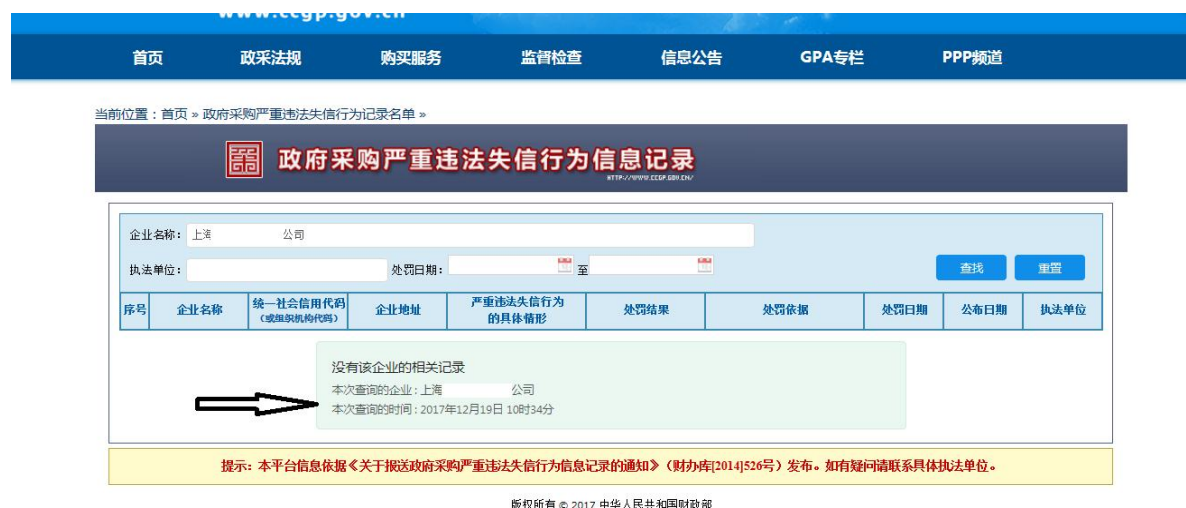 www.ccgp.gov.cn
首页 政采法规 购买服务 监督检查 信息公告 GPA专栏 PPP频道
当前位置：首页 » 政府采购严重违法失信行为记录名单 »
政府采购严重违法失信行为信息记录
HTTP://WWW.CCGP.GOV.CN/
企业名称： 上海 公司
执法单位： 处罚日期： 至 查找 重置
序号 企业名称 统一社会信用代码 （或组织机构代码） 企业地址 严重违法失信行为 的具体情形 处罚结果 处罚依据 处罚日期 公布日期 执法单位
没有该企业的相关记录
本次查询的企业：上海 公司
本次查询的时间：2017年12月19日 10时34分
提示：本平台信息依据《关于报送政府采购严重违法失信行为信息记录的通知》（财办库[2014]526号）发布。如有疑问请联系具体执法单位。
版权所有 © 2017 中华人民共和国财政部